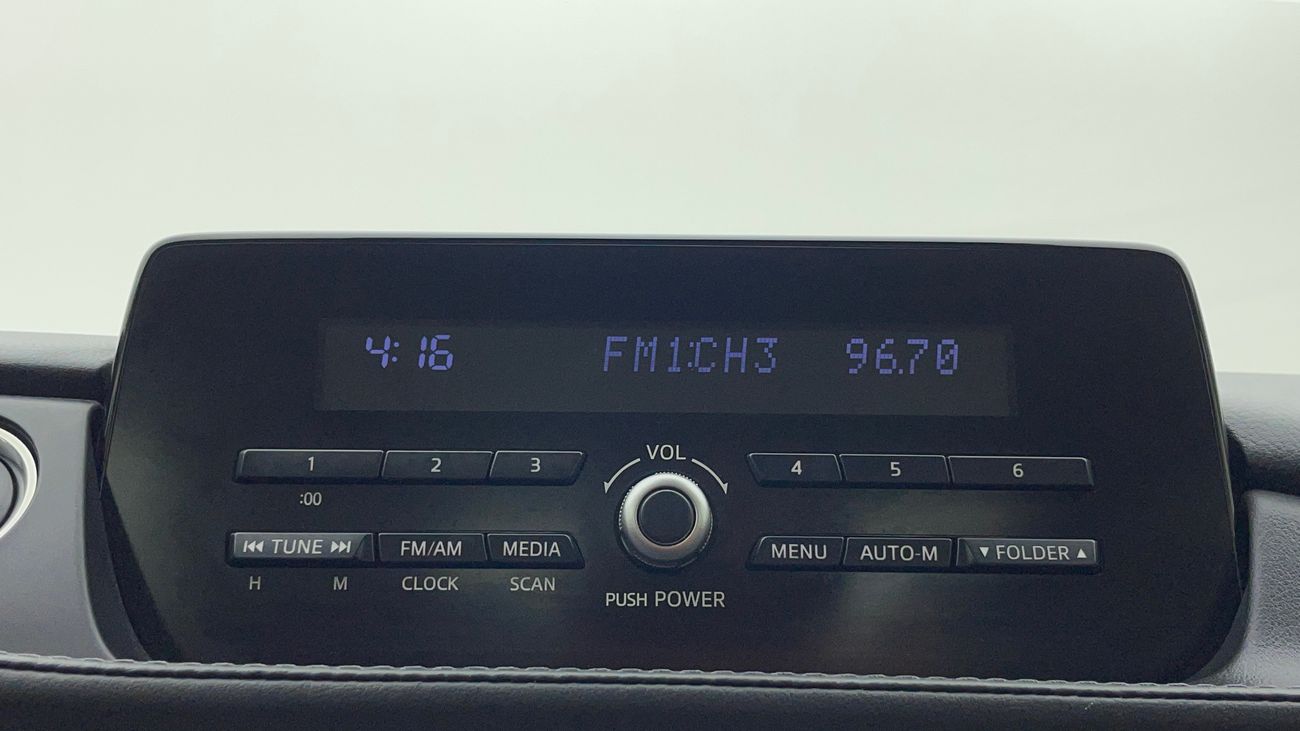 4:16 FM1:CH3 96.70
VOL
1 2 3 4 5 6
:00
⏮ TUNE ⏭ FM/AM MEDIA MENU AUTO-M ▼ FOLDER ▲
H M CLOCK SCAN
PUSH POWER